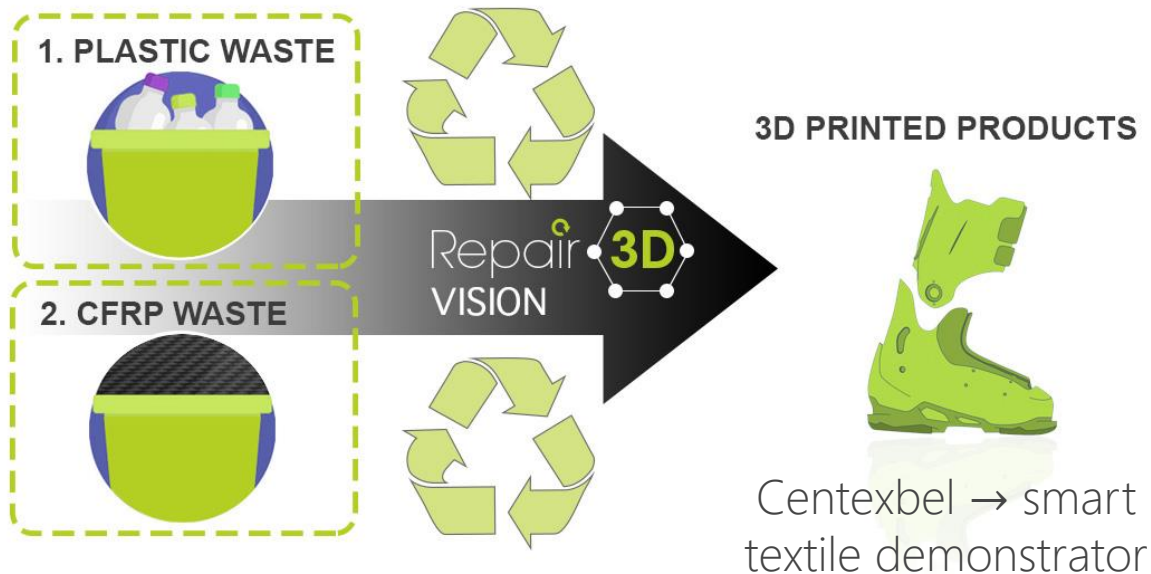 1. PLASTIC WASTE
2. CFRP WASTE
Repair 3D
VISION
3D PRINTED PRODUCTS
Centexbel → smart
textile demonstrator